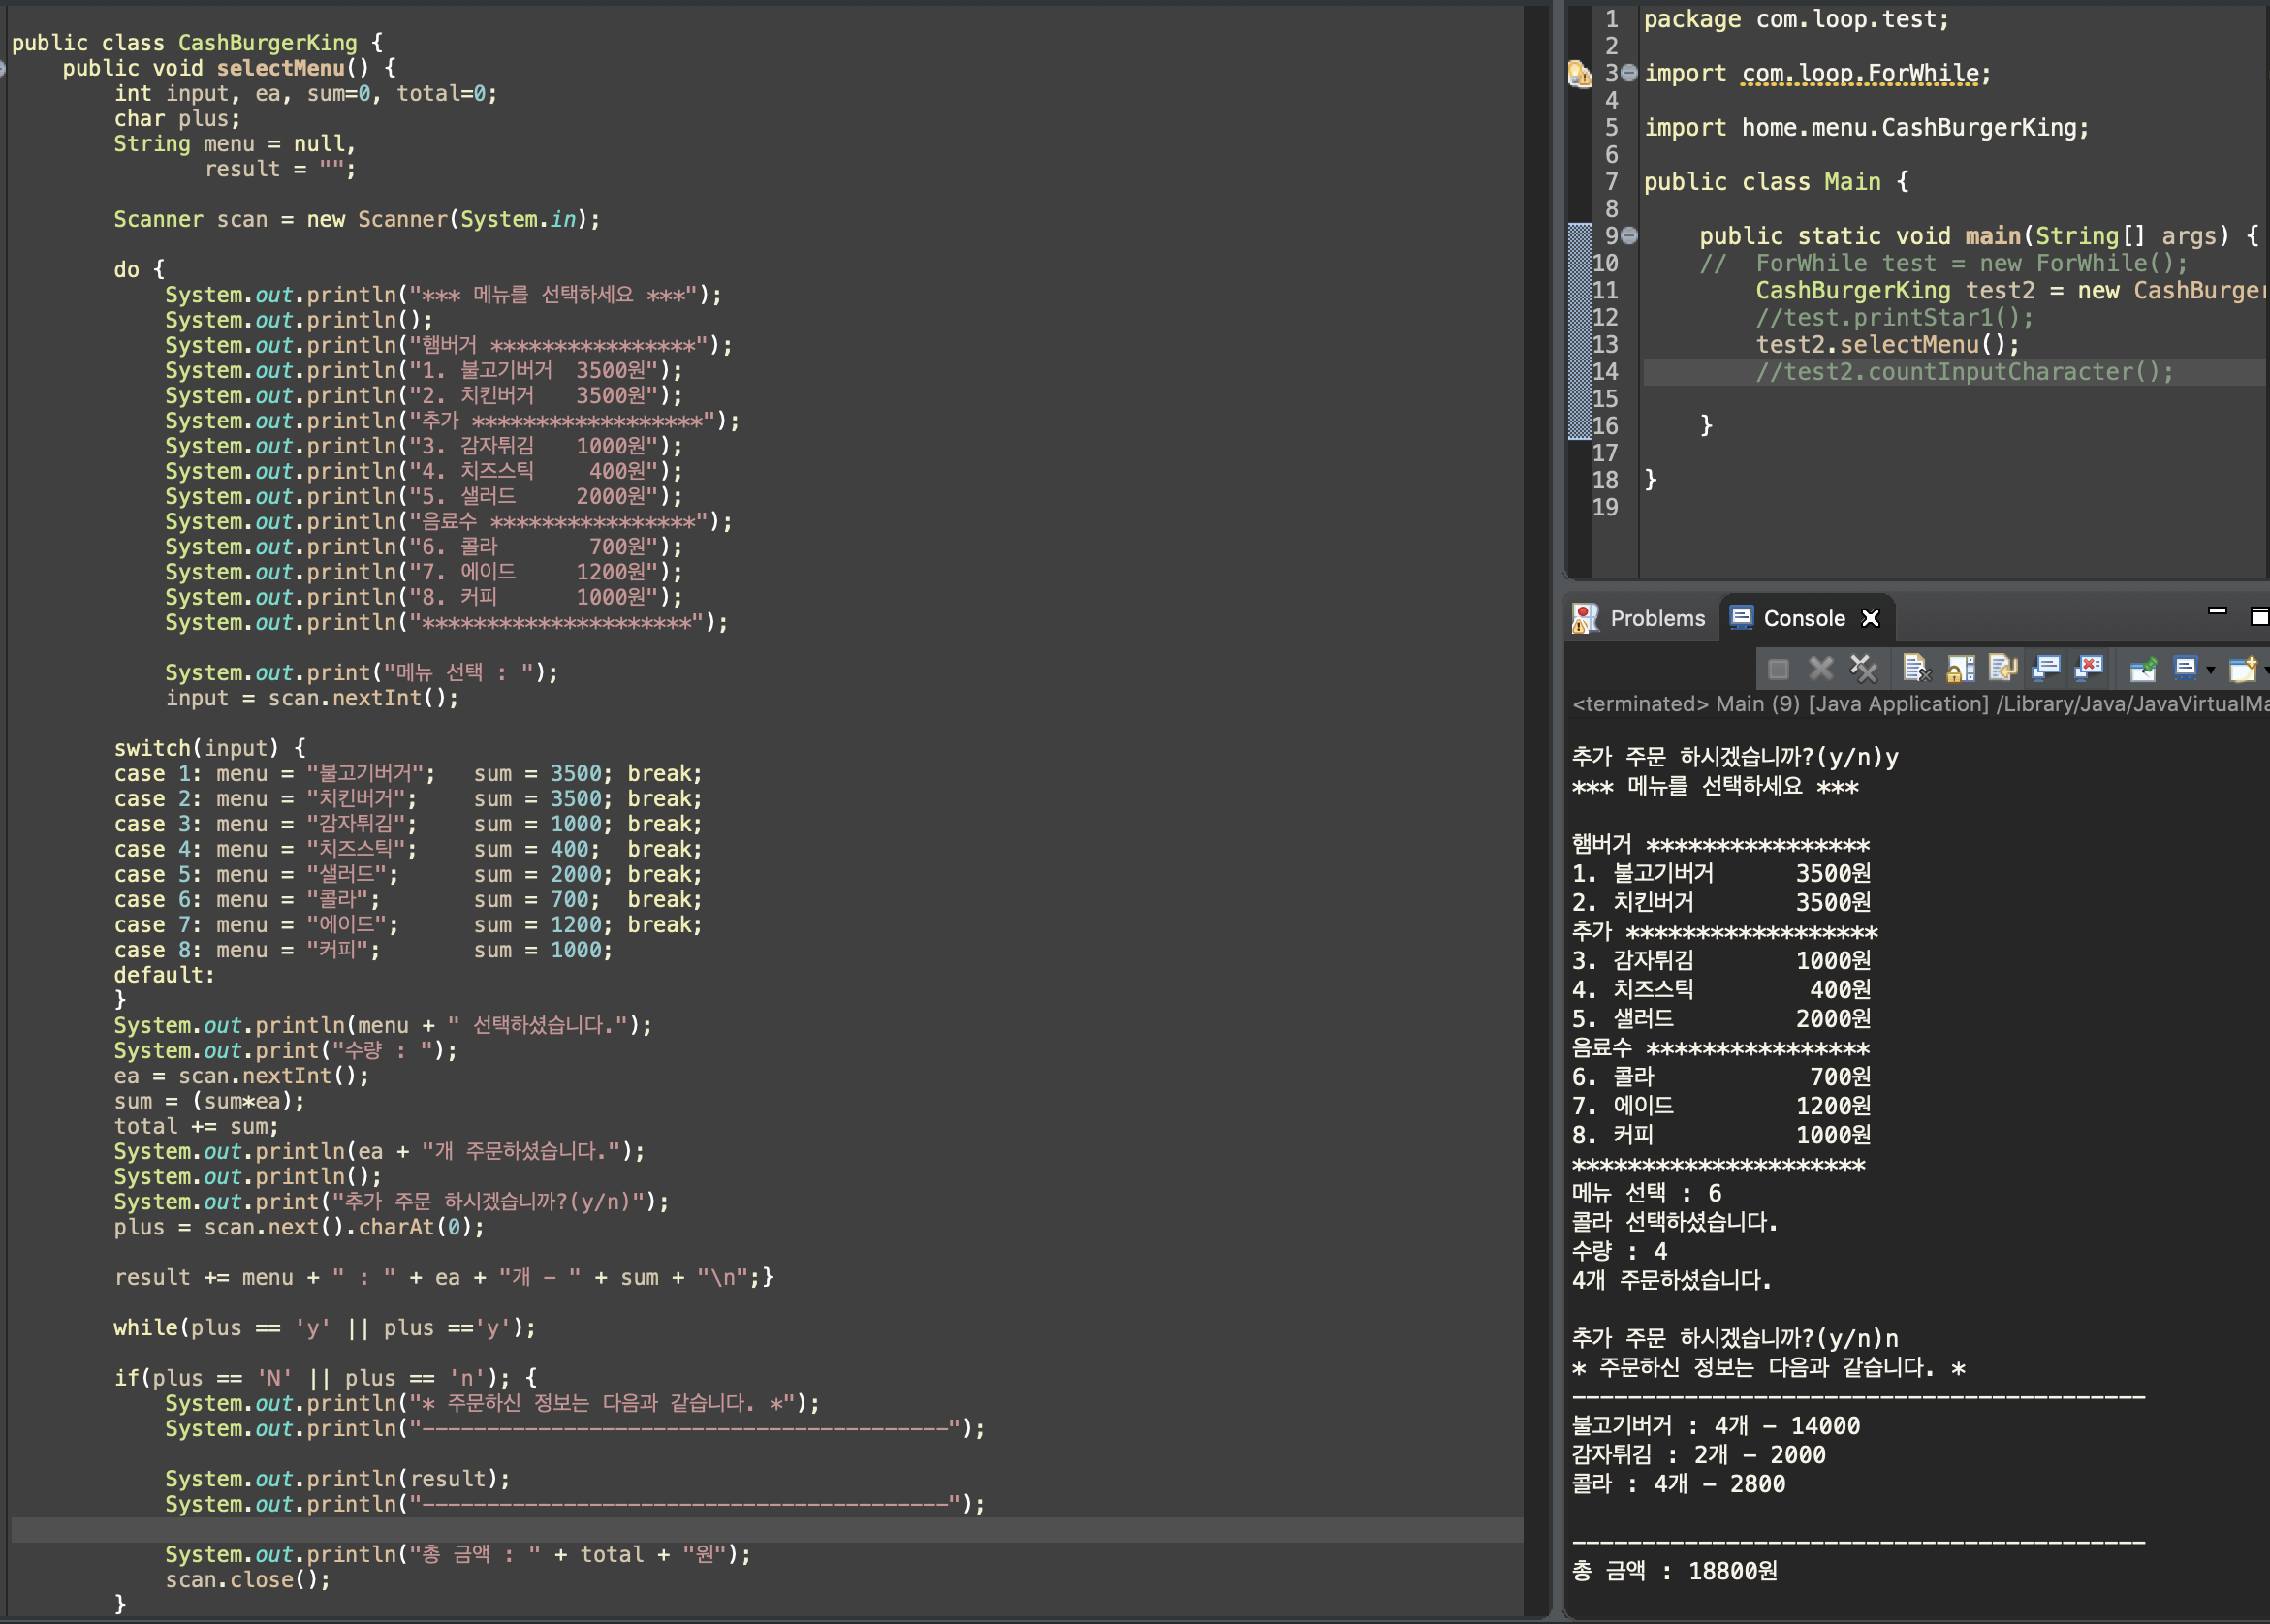 public class CashBurgerKing {
    public void selectMenu() {
        int input, ea, sum=0, total=0;
        char plus;
        String menu = null,
               result = "";

        Scanner scan = new Scanner(System.in);

        do {
            System.out.println("*** 메뉴를 선택하세요 ***");
            System.out.println();
            System.out.println("햄버거 ****************");
            System.out.println("1. 불고기버거  3500원");
            System.out.println("2. 치킨버거   3500원");
            System.out.println("추가 ******************");
            System.out.println("3. 감자튀김   1000원");
            System.out.println("4. 치즈스틱    400원");
            System.out.println("5. 샐러드     2000원");
            System.out.println("음료수 ****************");
            System.out.println("6. 콜라       700원");
            System.out.println("7. 에이드     1200원");
            System.out.println("8. 커피      1000원");
            System.out.println("*********************");

            System.out.print("메뉴 선택 : ");
            input = scan.nextInt();

        switch(input) {
        case 1: menu = "불고기버거";   sum = 3500; break;
        case 2: menu = "치킨버거";    sum = 3500; break;
        case 3: menu = "감자튀김";    sum = 1000; break;
        case 4: menu = "치즈스틱";    sum = 400;  break;
        case 5: menu = "샐러드";      sum = 2000; break;
        case 6: menu = "콜라";       sum = 700;  break;
        case 7: menu = "에이드";      sum = 1200; break;
        case 8: menu = "커피";       sum = 1000;
        default:
        }
        System.out.println(menu + " 선택하셨습니다.");
        System.out.print("수량 : ");
        ea = scan.nextInt();
        sum = (sum*ea);
        total += sum;
        System.out.println(ea + "개 주문하셨습니다.");
        System.out.println();
        System.out.print("추가 주문 하시겠습니까?(y/n)");
        plus = scan.next().charAt(0);

        result += menu + " : " + ea + "개 - " + sum + "\n";}

        while(plus == 'y' || plus =='y');

        if(plus == 'N' || plus == 'n'); {
            System.out.println("* 주문하신 정보는 다음과 같습니다. *");
            System.out.println("-----------------------------------------");

            System.out.println(result);
            System.out.println("-----------------------------------------");

            System.out.println("총 금액 : " + total + "원");
            scan.close();
        }
1 package com.loop.test;
2
3 import com.loop.ForWhile;
4
5 import home.menu.CashBurgerKing;
6
7 public class Main {
8
9     public static void main(String[] args) {
10    //  ForWhile test = new ForWhile();
11        CashBurgerKing test2 = new CashBurger
12        //test.printStar1();
13        test2.selectMenu();
14        //test2.countInputCharacter();
15
16    }
17
18 }
19
Problems Console
<terminated> Main (9) [Java Application] /Library/Java/JavaVirtualMa
추가 주문 하시겠습니까?(y/n)y
*** 메뉴를 선택하세요 ***

햄버거 ****************
1. 불고기버거      3500원
2. 치킨버거       3500원
추가 ******************
3. 감자튀김       1000원
4. 치즈스틱        400원
5. 샐러드        2000원
음료수 ****************
6. 콜라          700원
7. 에이드        1200원
8. 커피         1000원
*********************
메뉴 선택 : 6
콜라 선택하셨습니다.
수량 : 4
4개 주문하셨습니다.

추가 주문 하시겠습니까?(y/n)n
* 주문하신 정보는 다음과 같습니다. *
-----------------------------------------
불고기버거 : 4개 - 14000
감자튀김 : 2개 - 2000
콜라 : 4개 - 2800

-----------------------------------------
총 금액 : 18800원